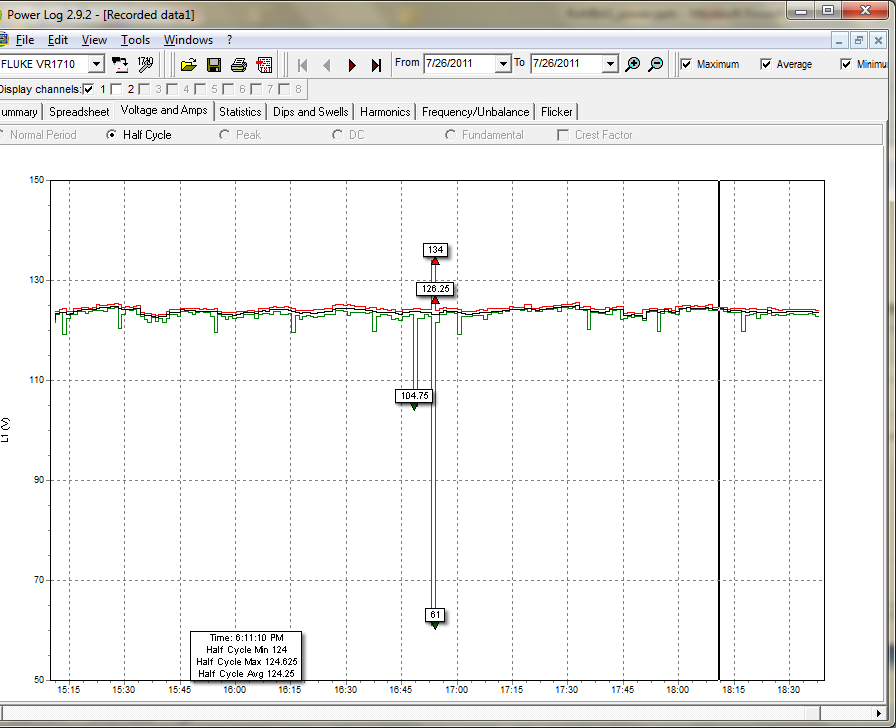 Power Log 2.9.2 - [Recorded data1]
File Edit View Tools Windows ?
FLUKE VR1710 From 7/26/2011 To 7/26/2011 Maximum Average Minimu
Display channels: 1 2 3 4 5 6 7 8
ummary Spreadsheet Voltage and Amps Statistics Dips and Swells Harmonics Frequency/Unbalance Flicker
Normal Period Half Cycle Peak DC Fundamental Crest Factor
150
134
130
126.25
110
104.75
L1 (V)
90
70
61
Time: 6:11:10 PM
Half Cycle Min 124
Half Cycle Max 124.625
Half Cycle Avg 124.25
50
15:15 15:30 15:45 16:00 16:15 16:30 16:45 17:00 17:15 17:30 17:45 18:00 18:15 18:30